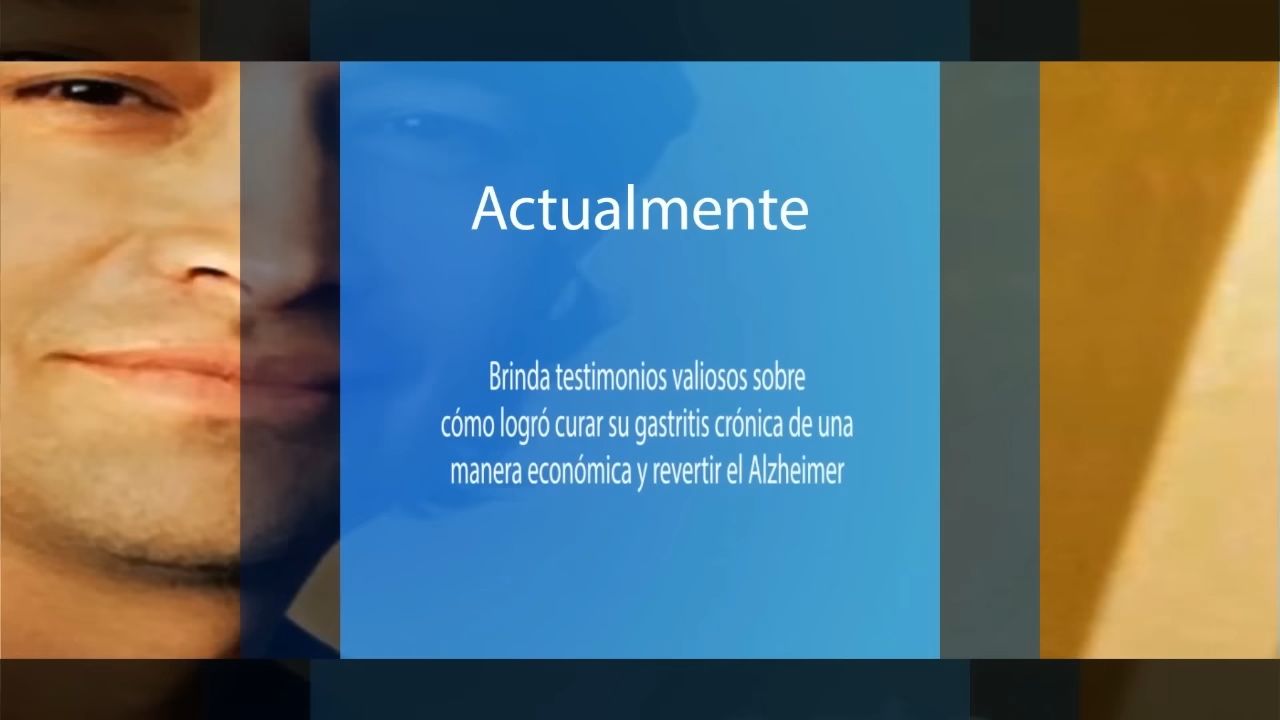 Actualmente
Brinda testimonios valiosos sobre
cómo logró curar su gastritis crónica de una
manera económica y revertir el Alzheimer